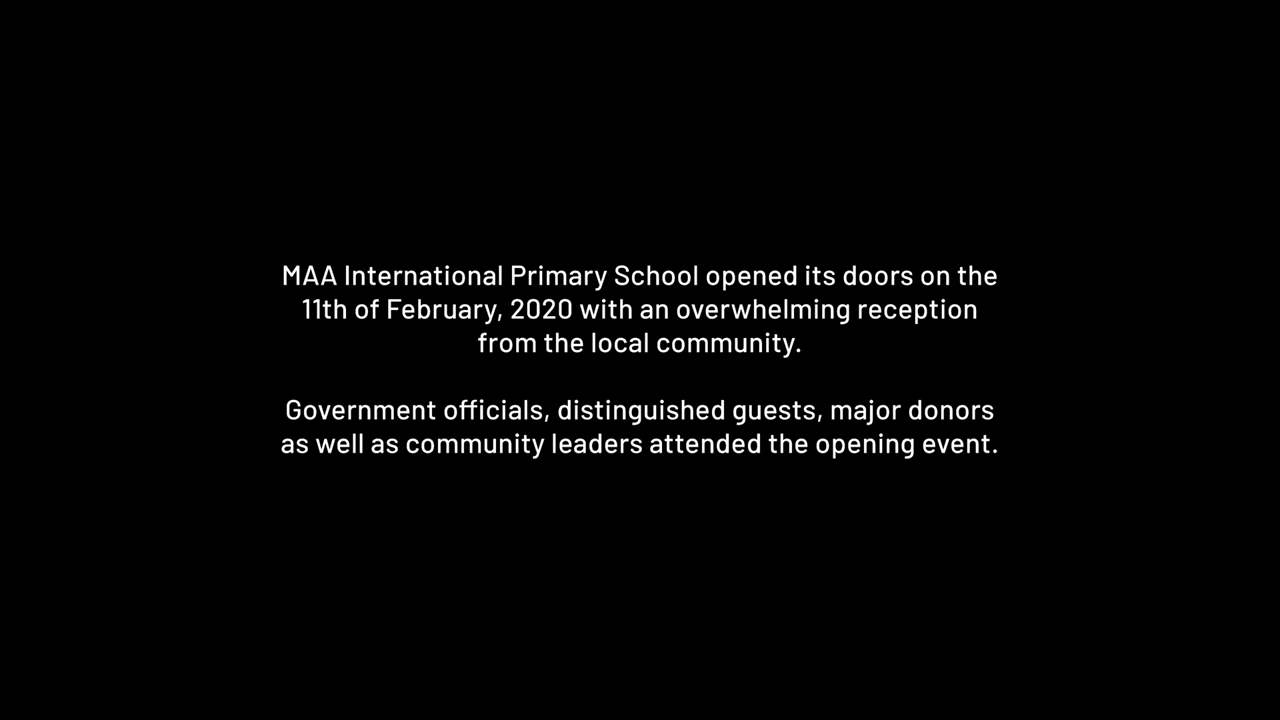 MAA International Primary School opened its doors on the
11th of February, 2020 with an overwhelming reception
from the local community.
Government officials, distinguished guests, major donors
as well as community leaders attended the opening event.